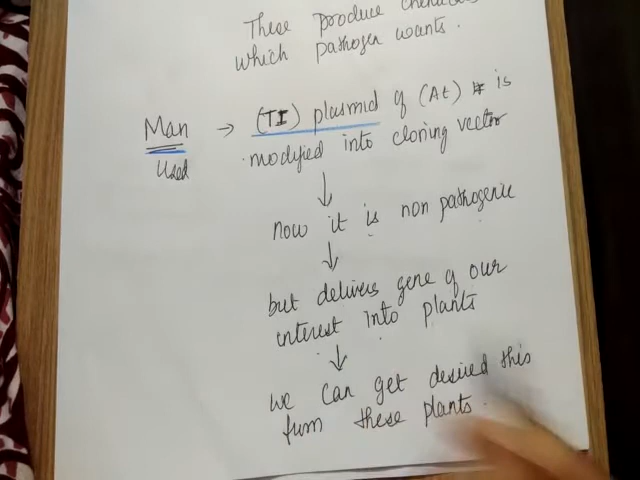 These produce
which pathogen wants.
Man → (TI) plasmid of (At) is
Used
modified into cloning vector
↓
now it is non pathogenic
↓
but delivers gene of our
interest into plants
↓
we can get desired this
from these plants.